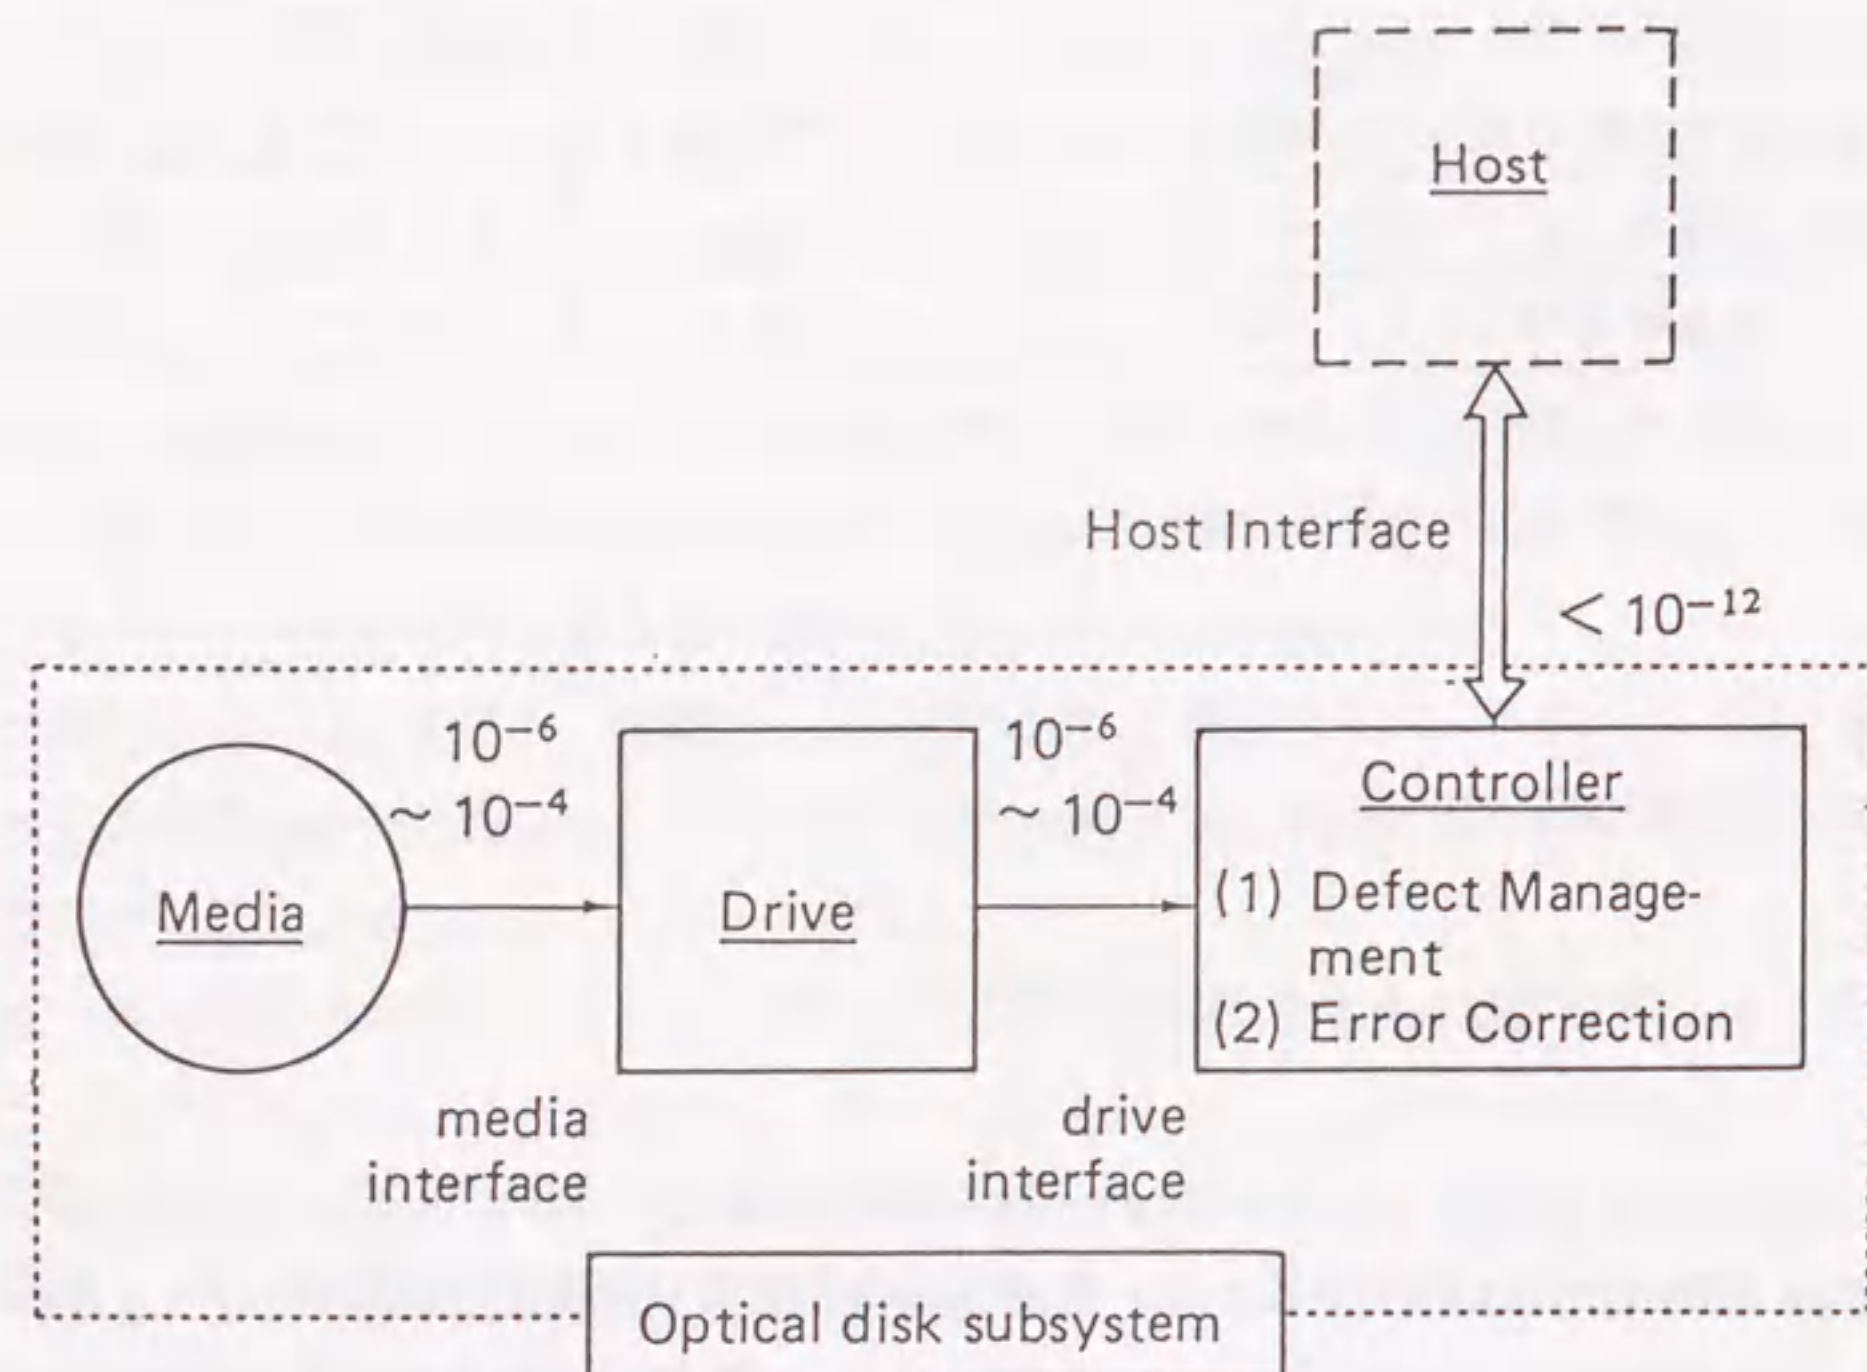 Host
Host Interface
< 10⁻¹²
10⁻⁶
~ 10⁻⁴
10⁻⁶
~ 10⁻⁴
Media
Drive
Controller
(1) Defect Manage-
ment
(2) Error Correction
media
interface
drive
interface
Optical disk subsystem